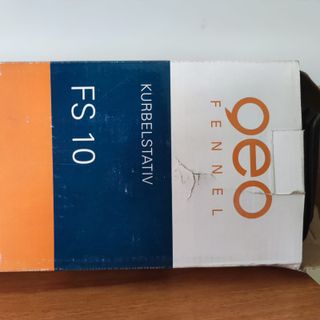 geo
FENNEL
KURBELSTATIV
FS 10